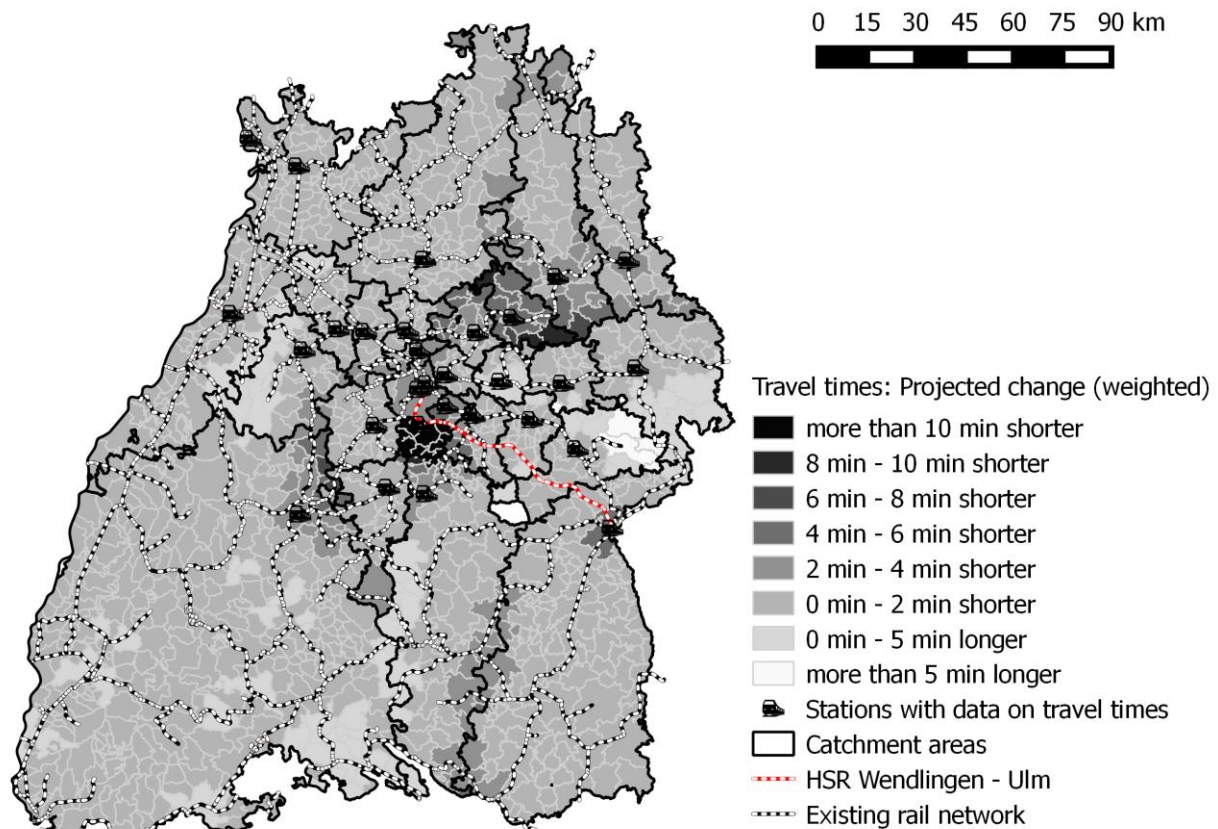 0 15 30 45 60 90 km
Travel times: Projected change (weighted)
more than 10 min shorter
8 min - 10 min shorter
6 min - 8 min shorter
4 min - 6 min shorter
2 min - 4 min shorter
0 min - 2 min shorter
0 min - 5 min longer
more than 5 min longer
Stations with data on travel times
Catchment areas
HSR Wendlingen - Ulm
Existing rail network